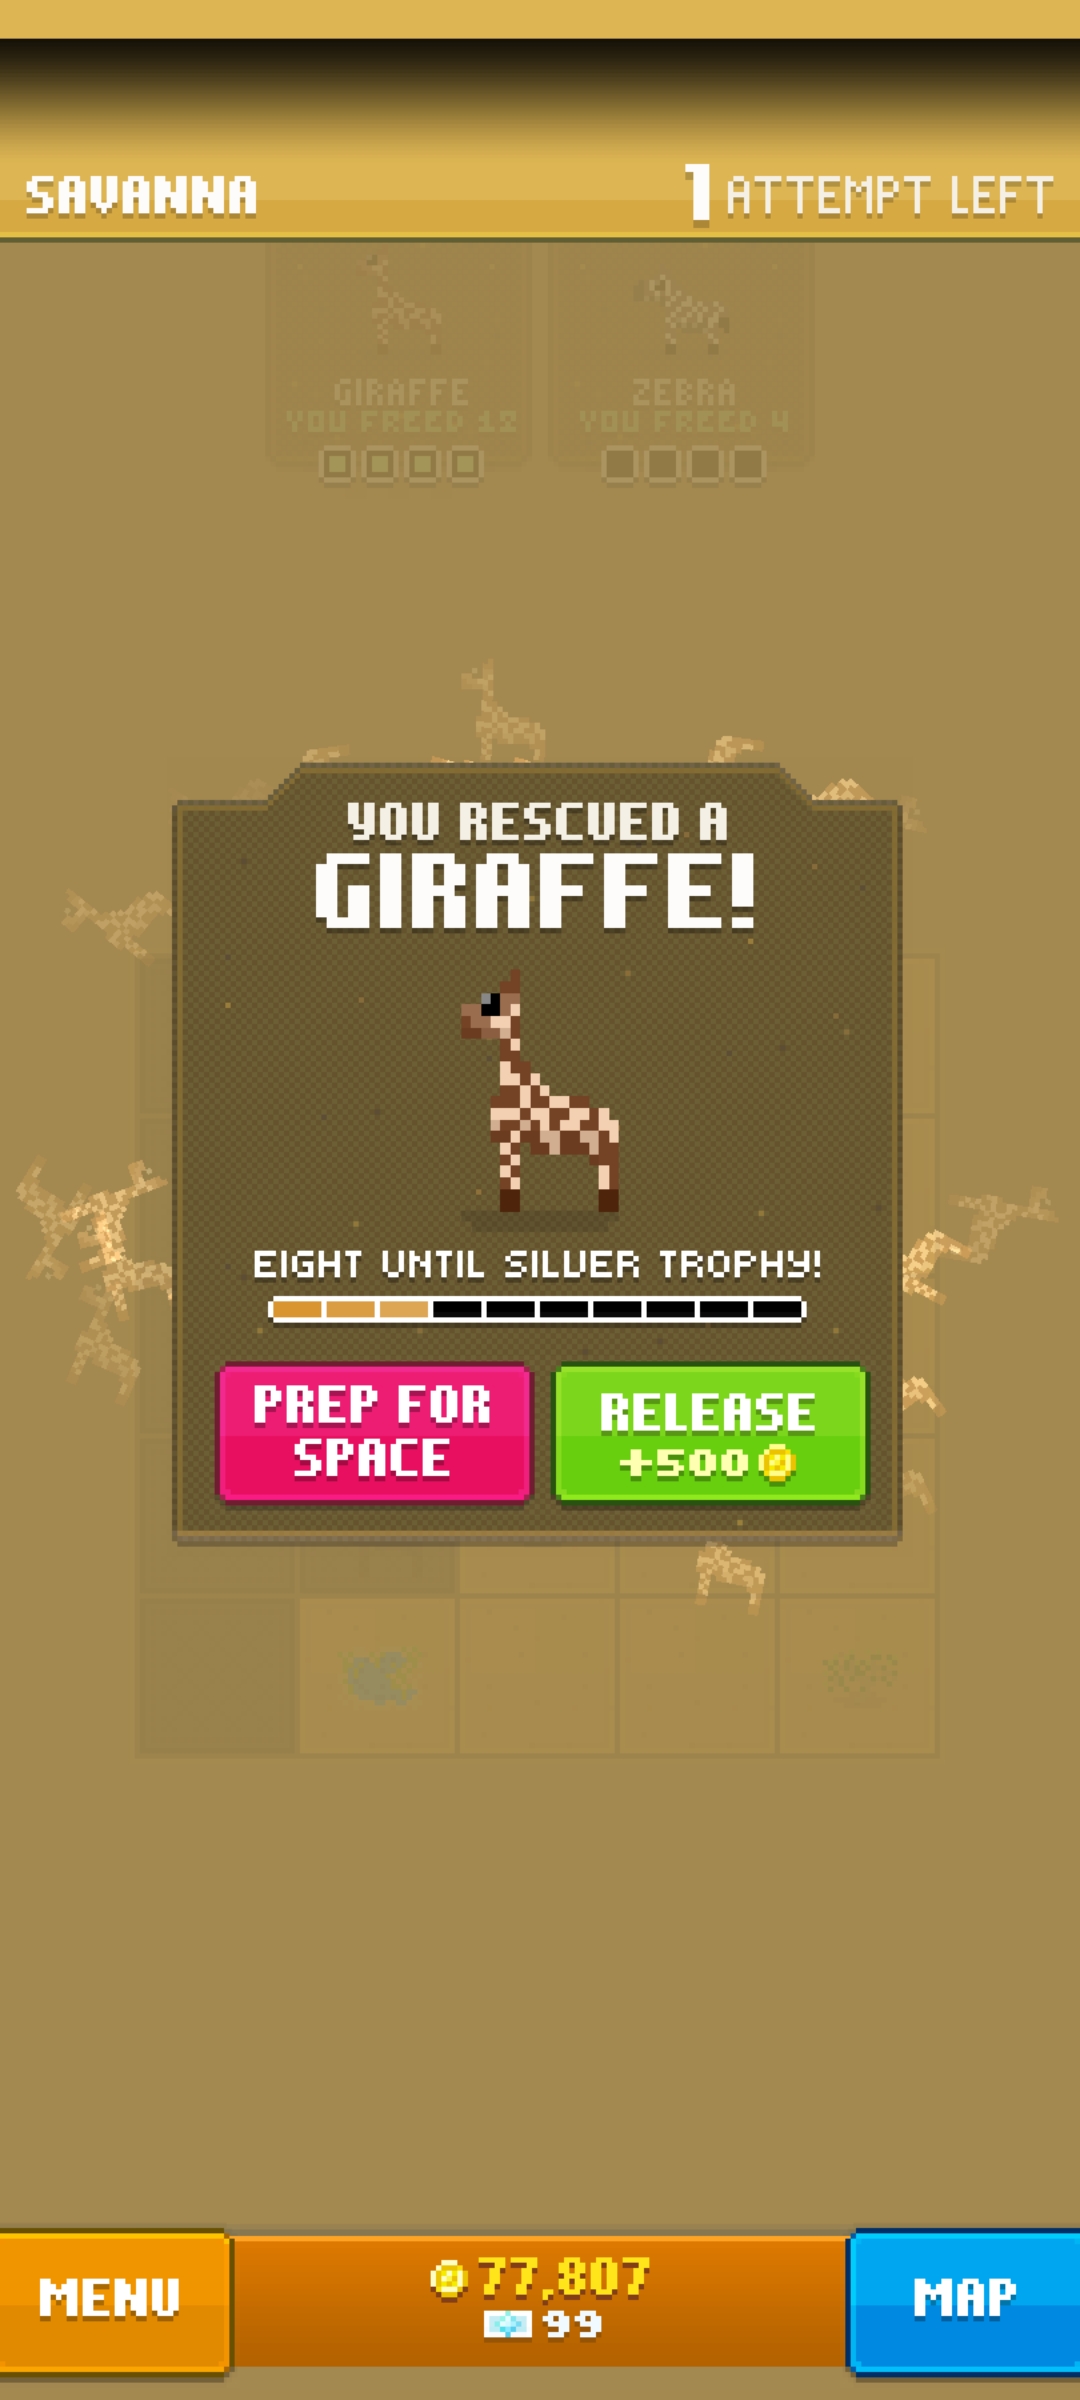 SAVANNA
1 ATTEMPT LEFT
GIRAFFE
ZEBRA
YOU FREED 18
YOU FREED 4
YOU RESCUED A
GIRAFFE!
EIGHT UNTIL SILVER TROPHY!
PREP FOR
SPACE
RELEASE
+500
MENU
77,807
99
MAP